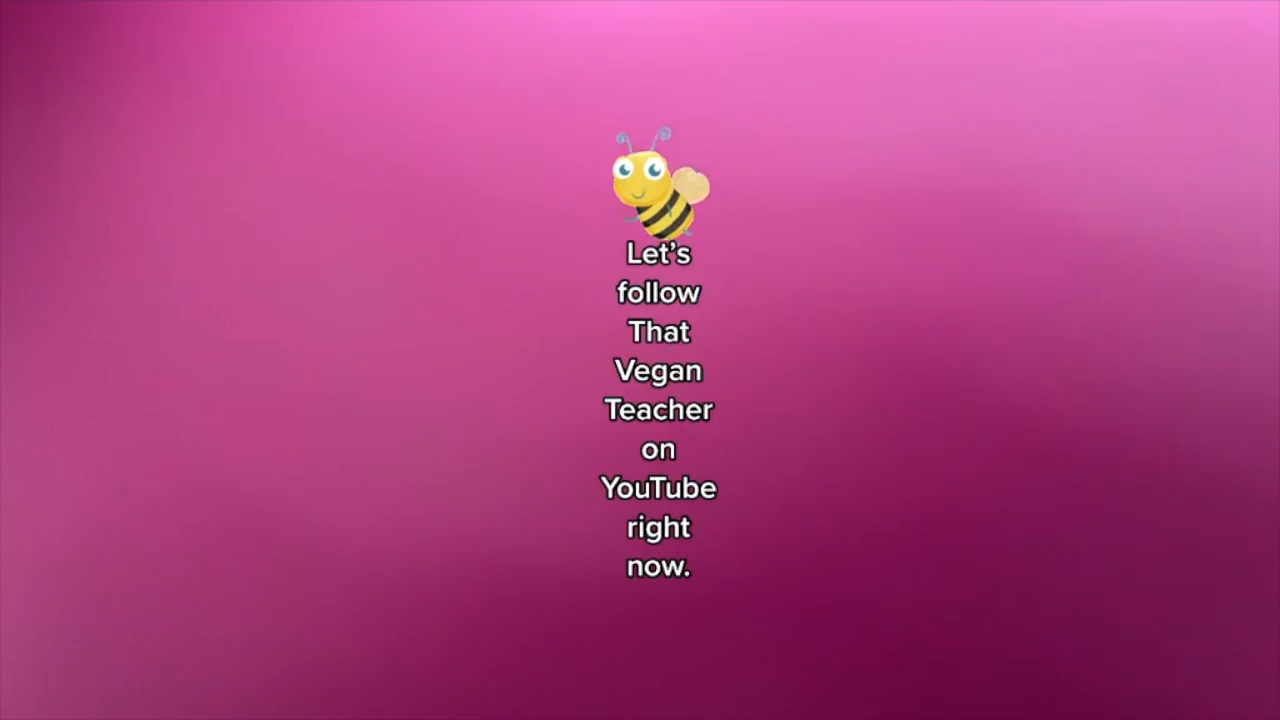 Let’s
follow
That
Vegan
Teacher
on
YouTube
right
now.